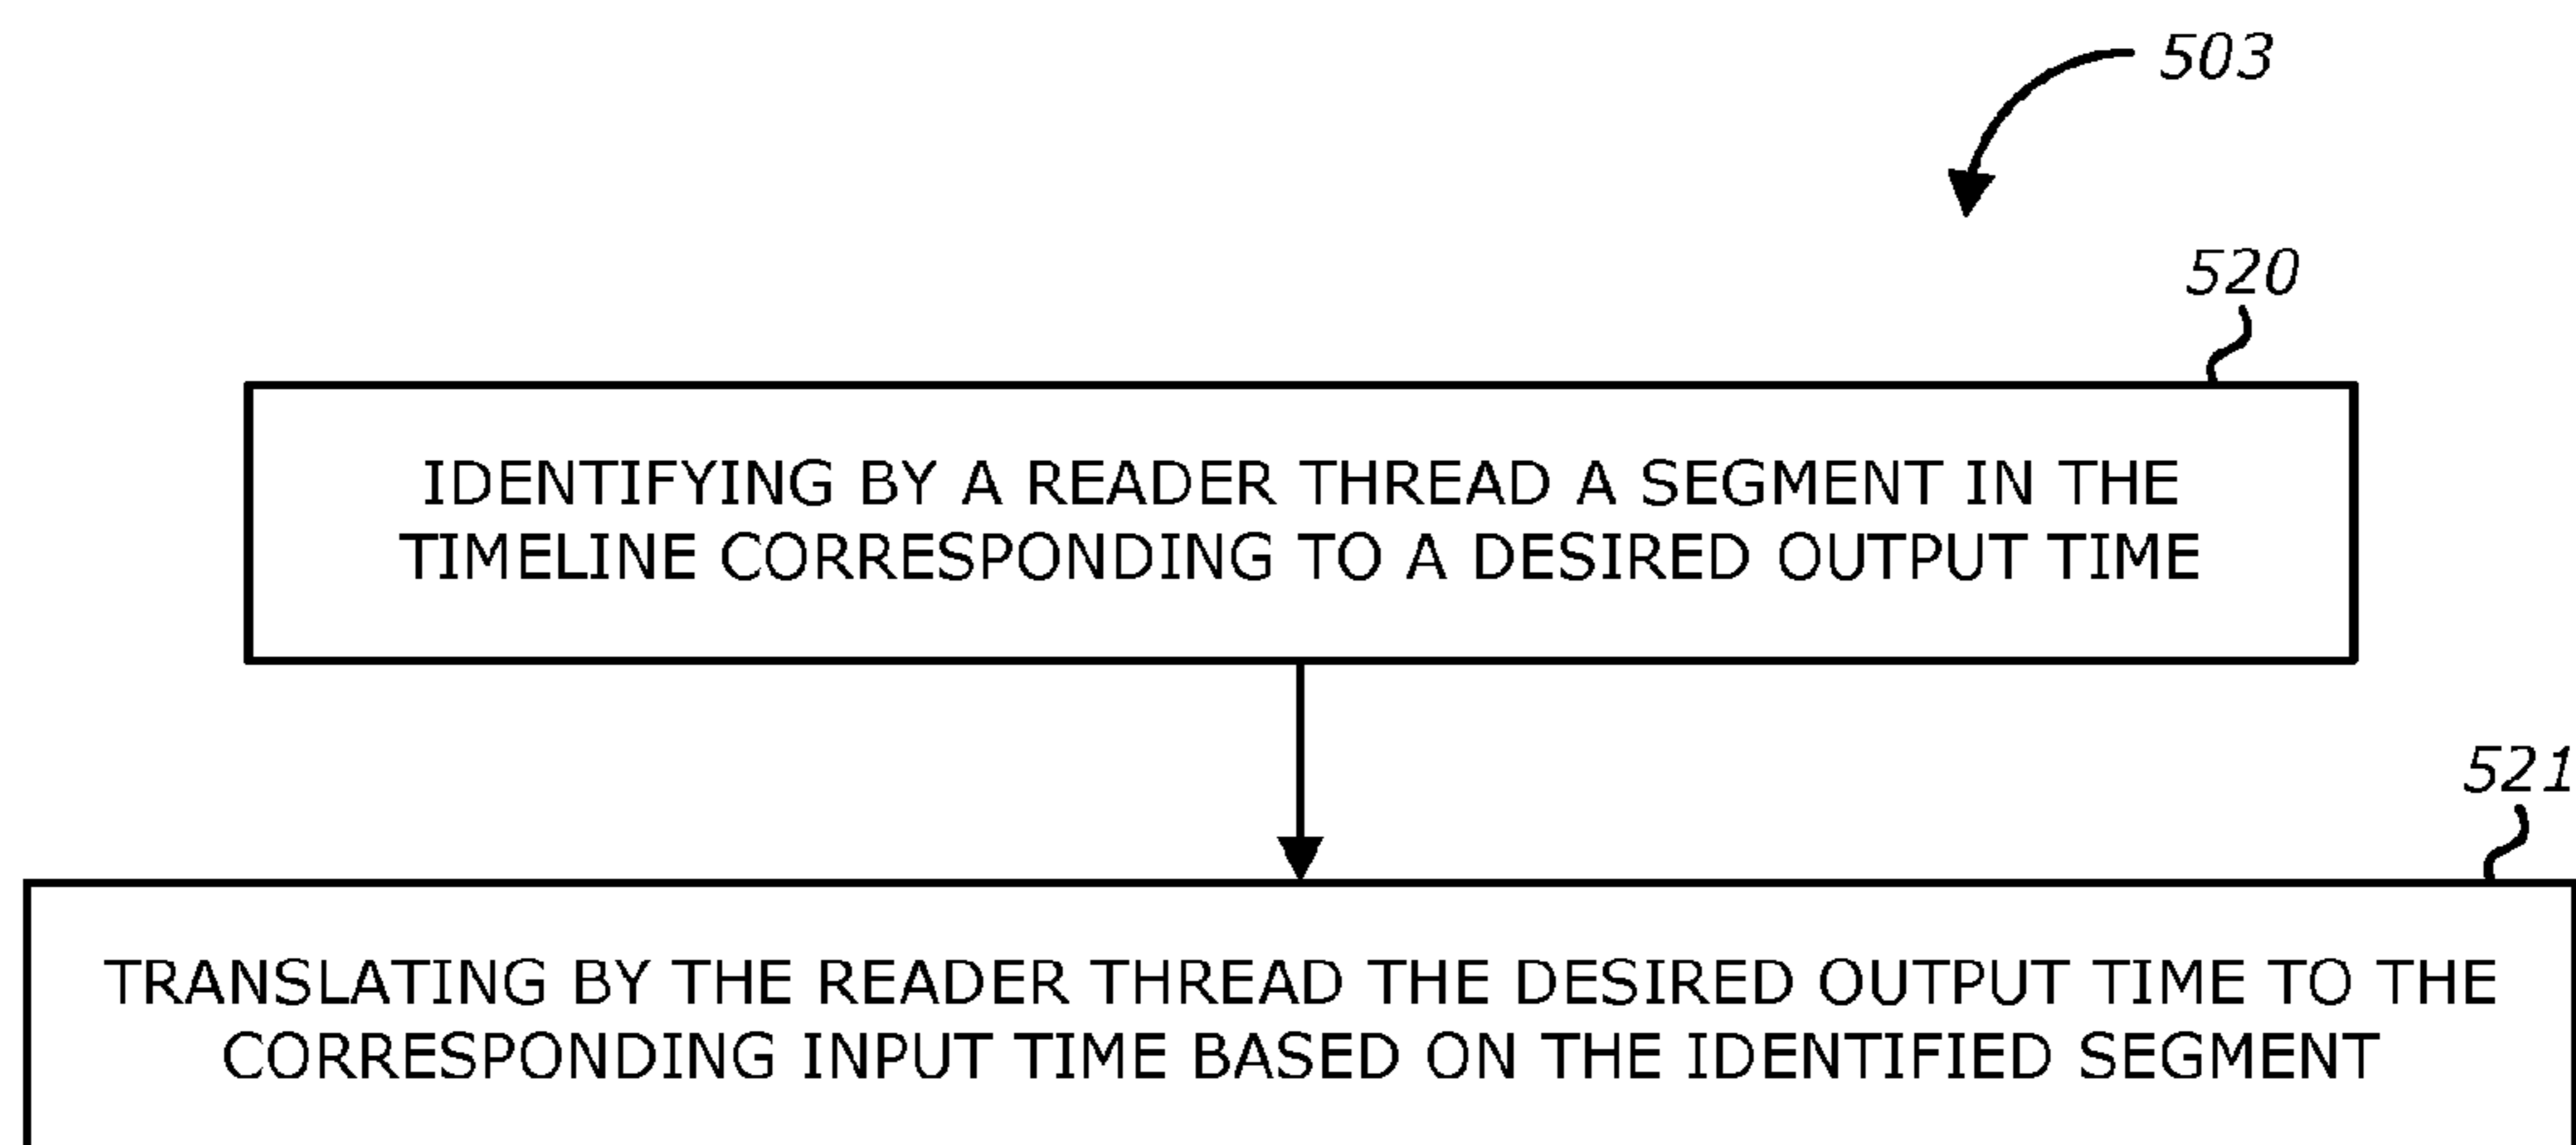 503
520
IDENTIFYING BY A READER THREAD A SEGMENT IN THE
TIMELINE CORRESPONDING TO A DESIRED OUTPUT TIME
521
TRANSLATING BY THE READER THREAD THE DESIRED OUTPUT TIME TO THE
CORRESPONDING INPUT TIME BASED ON THE IDENTIFIED SEGMENT